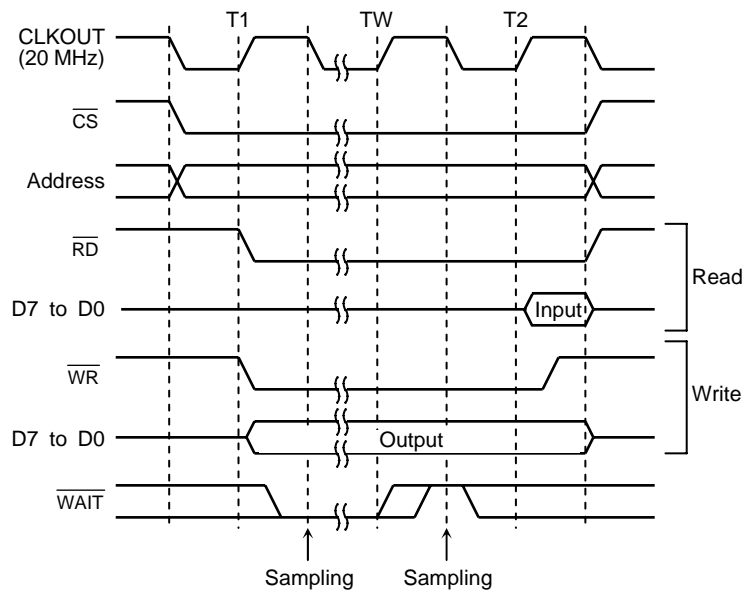 T1 TW T2
CLKOUT
(20 MHz)
CS
Address
RD
Read
D7 to D0
Input
WR
Write
D7 to D0
Output
WAIT
Sampling Sampling